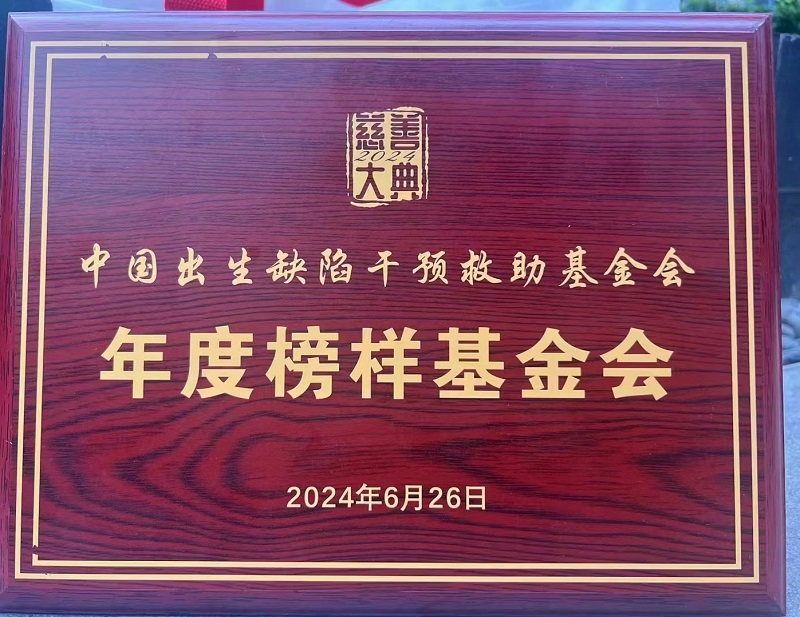 慈善
2024
大典
中国出生缺陷干预救助基金会
年度榜样基金会
2024年6月26日